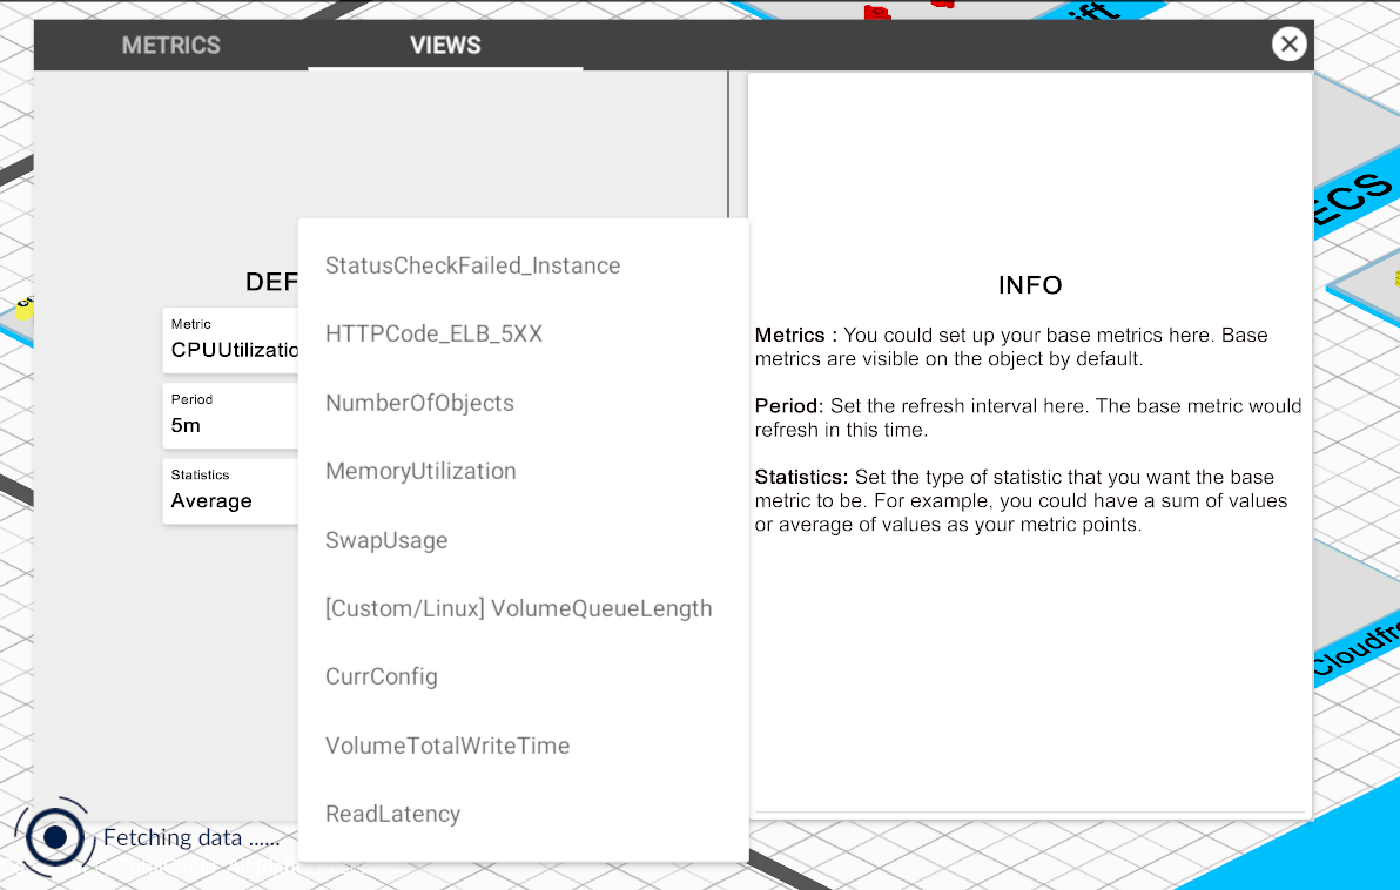 METRICS
VIEWS
DEF
Metric
CPUUtilizatio
Period
5m
Statistics
Average
StatusCheckFailed_Instance
HTTPCode_ELB_5XX
NumberOfObjects
MemoryUtilization
SwapUsage
[Custom/Linux] VolumeQueueLength
CurrConfig
VolumeTotalWriteTime
ReadLatency
INFO
Metrics : You could set up your base metrics here. Base
metrics are visible on the object by default.
Period: Set the refresh interval here. The base metric would
refresh in this time.
Statistics: Set the type of statistic that you want the base
metric to be. For example, you could have a sum of values
or average of values as your metric points.
ift
ECS
Cloudfr
Fetching data ......